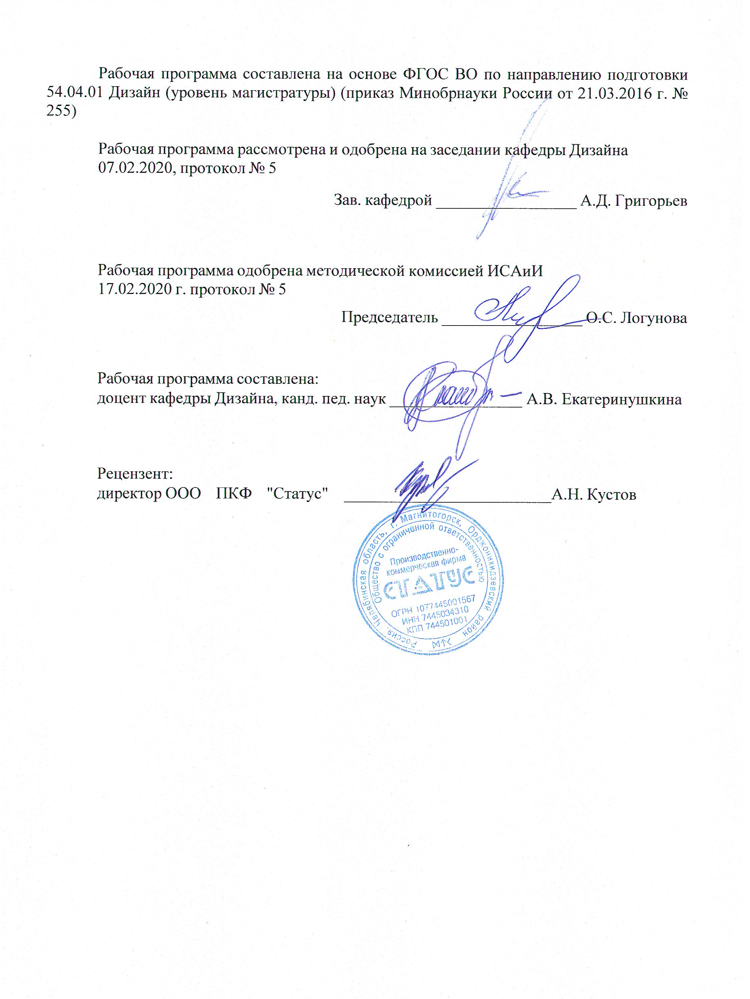 Рабочая программа составлена на основе ФГОС ВО по направлению подготовки
54.04.01 Дизайн (уровень магистратуры) (приказ Минобрнауки России от 21.03.2016 г. №
255)
Рабочая программа рассмотрена и одобрена на заседании кафедры Дизайна
07.02.2020, протокол № 5
Зав. кафедрой __________________ А.Д. Григорьев
Рабочая программа одобрена методической комиссией ИСАиИ
17.02.2020 г. протокол № 5
Председатель __________________ О.С. Логунова
Рабочая программа составлена:
доцент кафедры Дизайна, канд. пед. наук _________________ А.В. Екатеринушкина
Рецензент:
директор ООО ПКФ "Статус" __________________________А.Н. Кустов
Россия, Челябинская область, г. Магнитогорск, Орджоникидзевский район
Общество с ограниченной ответственностью
Производственно-
коммерческая фирма
СТАТУС
ОГРН 1077445001567
ИНН 7445034310
КПП 744501001